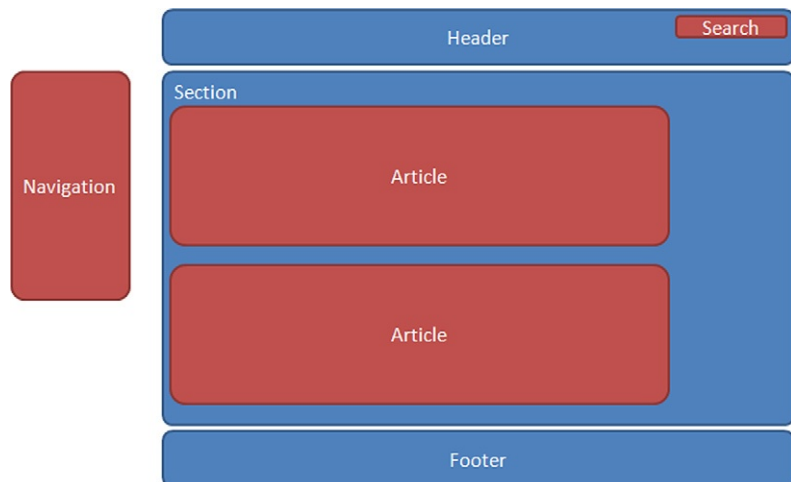 Header
Search
Navigation
Section
Article
Article
Footer